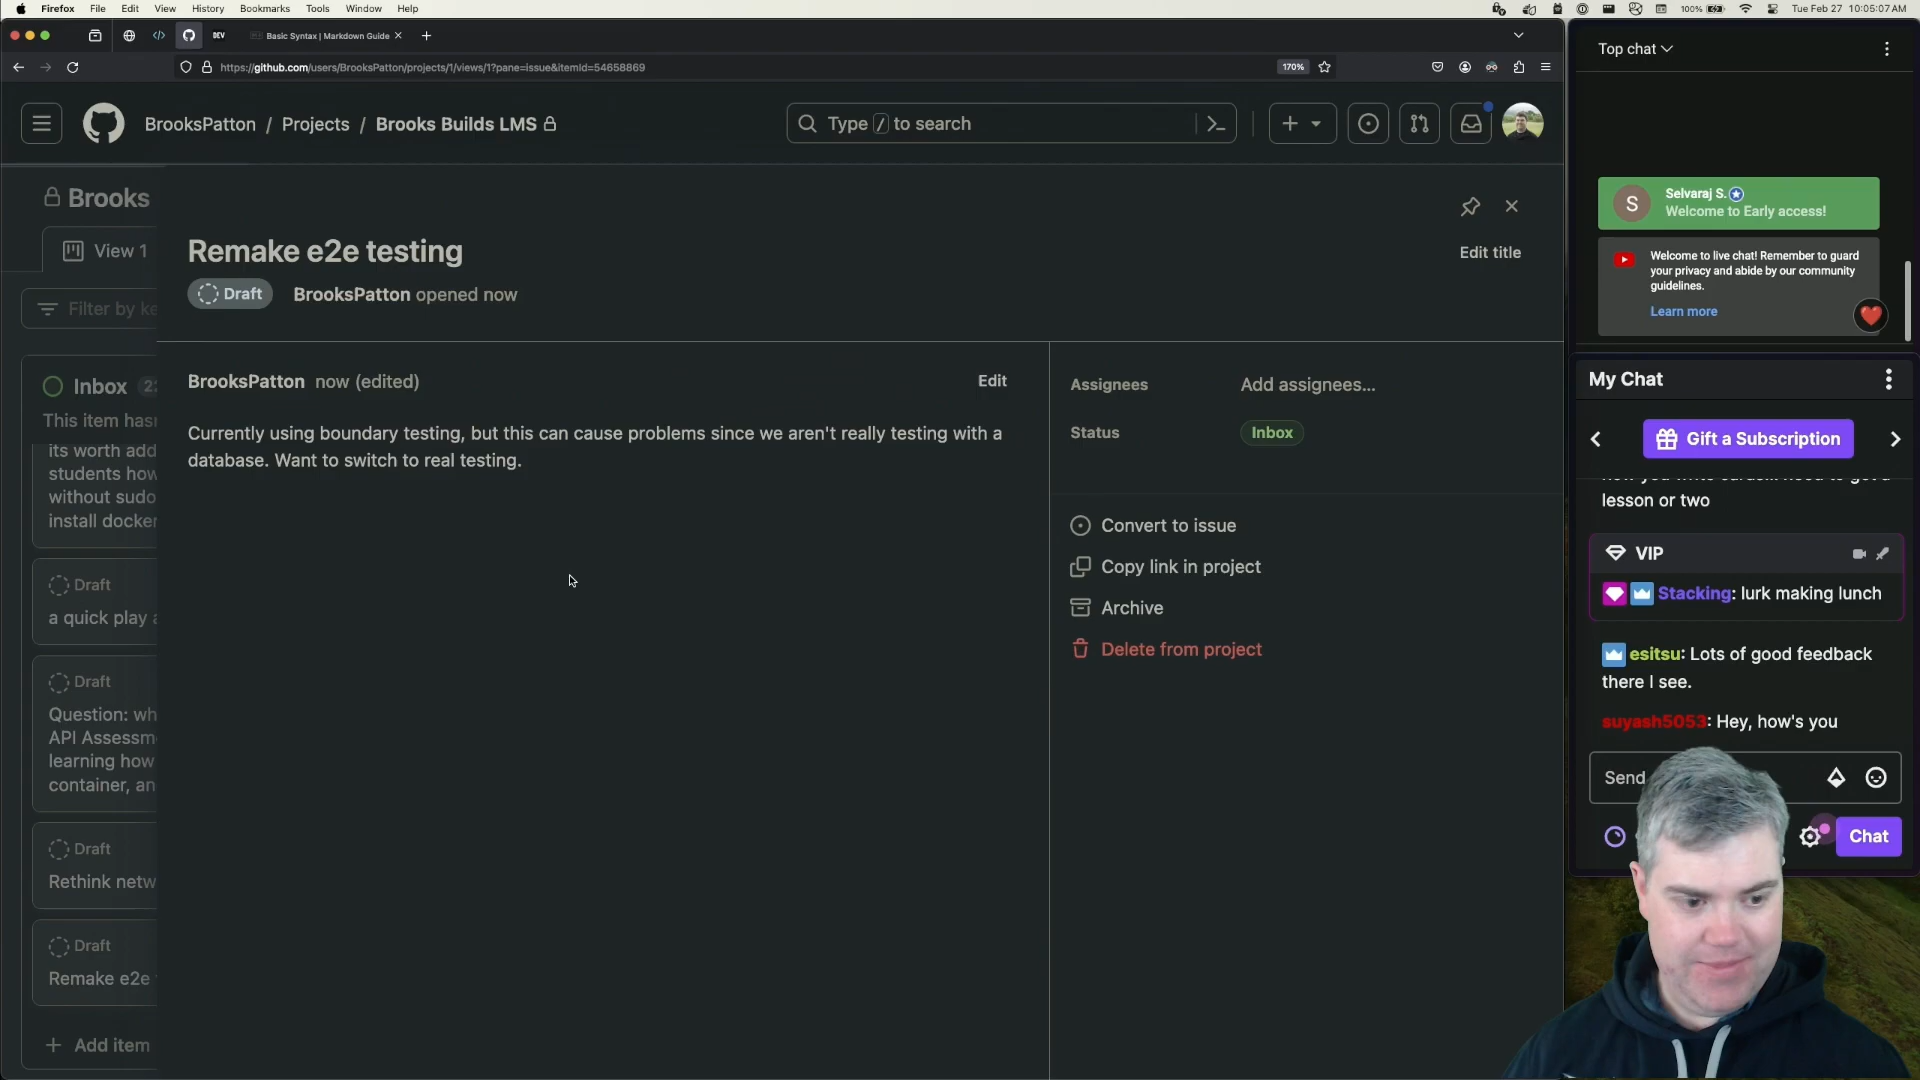 Firefox File Edit View History Bookmarks Tools Window Help
100%
Tue Feb 27 10:05:07 AM
DEV
Basic Syntax | Markdown Guide
https://github.com/users/BrooksPatton/projects/1/views/1?pane=issue&itemId=54658869
170%
BrooksPatton / Projects / Brooks Builds LMS
Type / to search
Brooks
View 1
Filter by ke
Inbox
This item hasn
its worth add
students how
without sudo
install docker
Draft
a quick play a
Draft
Question: wh
API Assessm
learning how
container, an
Draft
Rethink netw
Draft
Remake e2e
+ Add item
Remake e2e testing
Edit title
Draft
BrooksPatton opened now
BrooksPatton now (edited)
Edit
Currently using boundary testing, but this can cause problems since we aren't really testing with a
database. Want to switch to real testing.
Assignees
Add assignees...
Status
Inbox
Convert to issue
Copy link in project
Archive
Delete from project
Top chat
S
Selvaraj S.
Welcome to Early access!
Welcome to live chat! Remember to guard
your privacy and abide by our community
guidelines.
Learn more
My Chat
Gift a Subscription
lesson or two
VIP
Stacking: lurk making lunch
esitsu: Lots of good feedback
there I see.
suyash5053: Hey, how's you
Send
Chat